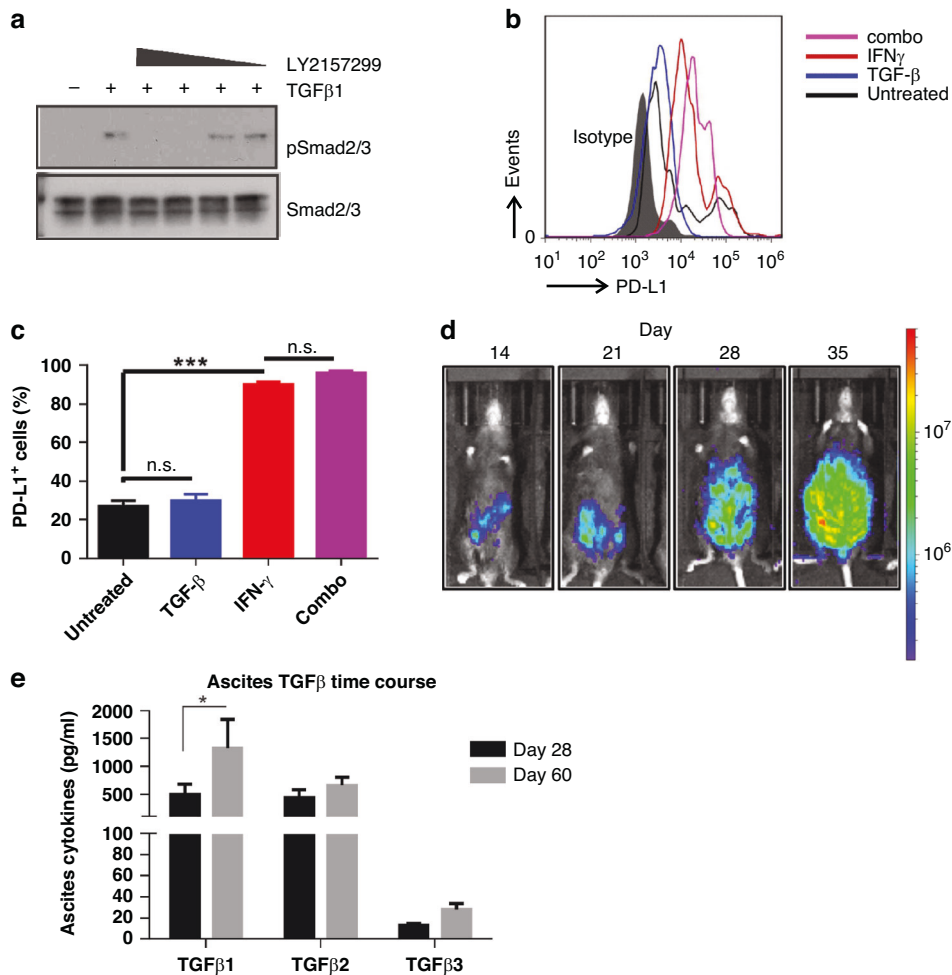 a
LY2157299
– + + + + + TGFβ1
pSmad2/3
Smad2/3
b
combo
IFNγ
TGF-β
Untreated
Isotype
Events
0
10¹ 10² 10³ 10⁴ 10⁵ 10⁶
PD-L1
c
n.s.
***
n.s.
PD-L1⁺ cells (%)
100
80
60
40
20
0
Untreated
TGF-β
IFN-γ
Combo
d
Day
14 21 28 35
10⁷
10⁶
e
Ascites TGFβ time course
*
Ascites cytokines (pg/ml)
2000
1500
1000
500
100
80
60
40
20
0
Day 28
Day 60
TGFβ1 TGFβ2 TGFβ3